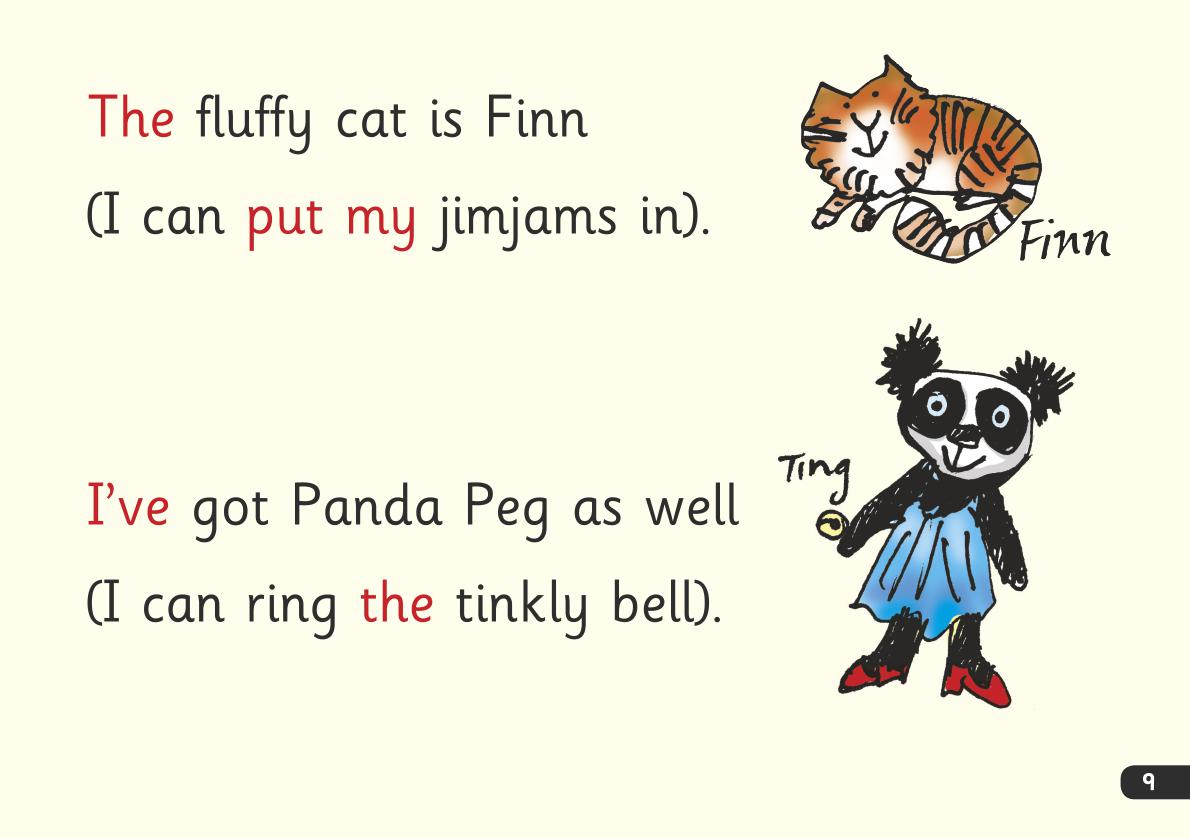 The fluffy cat is Finn
(I can put my jimjams in).
Finn
Ting
I've got Panda Peg as well
(I can ring the tinkly bell).
9